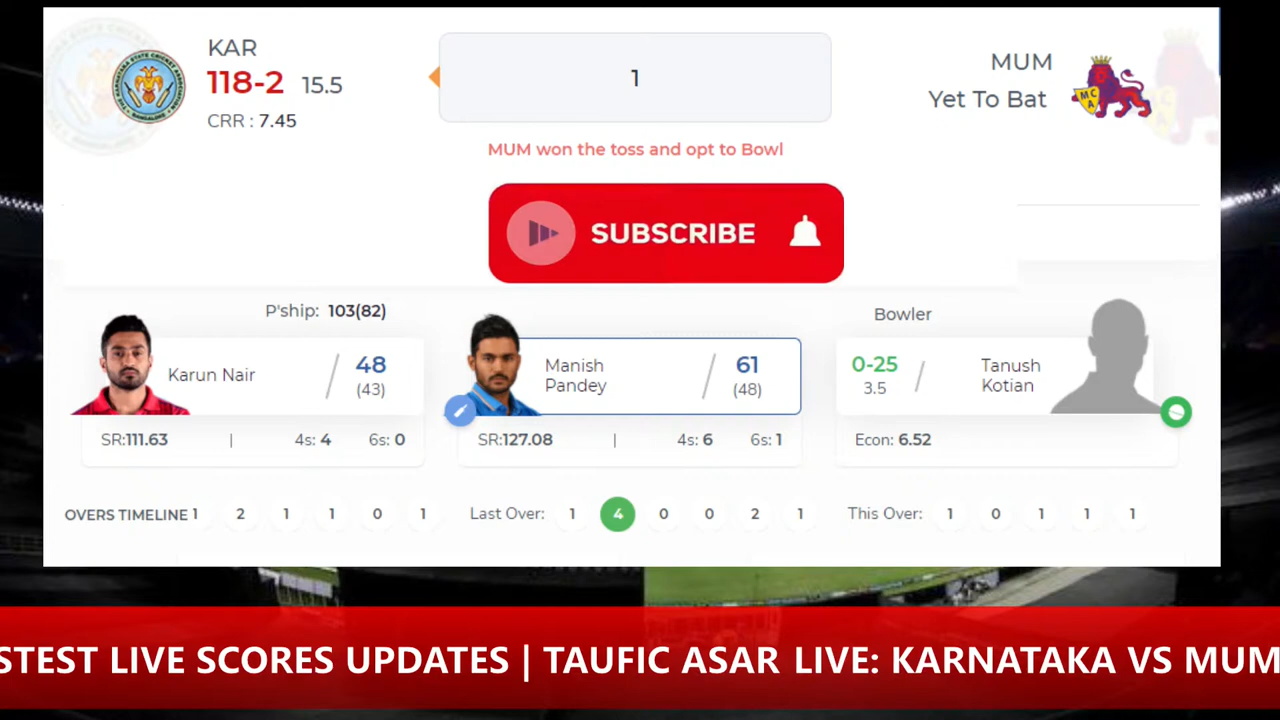 KAR
118-2 15.5
CRR : 7.45
1
MUM
Yet To Bat
MCA
MUM won the toss and opt to Bowl
SUBSCRIBE
P'ship: 103(82)
Bowler
Karun Nair
48
(43)
Manish
Pandey
61
(48)
0-25
3.5
Tanush
Kotian
SR:111.63 | 4s: 4 6s: 0
SR:127.08 | 4s: 6 6s: 1
Econ: 6.52
OVERS TIMELINE 1 2 1 1 0 1 Last Over: 1 4 0 0 2 1 This Over: 1 0 1 1 1
STEST LIVE SCORES UPDATES | TAUFIC ASAR LIVE: KARNATAKA VS MUM